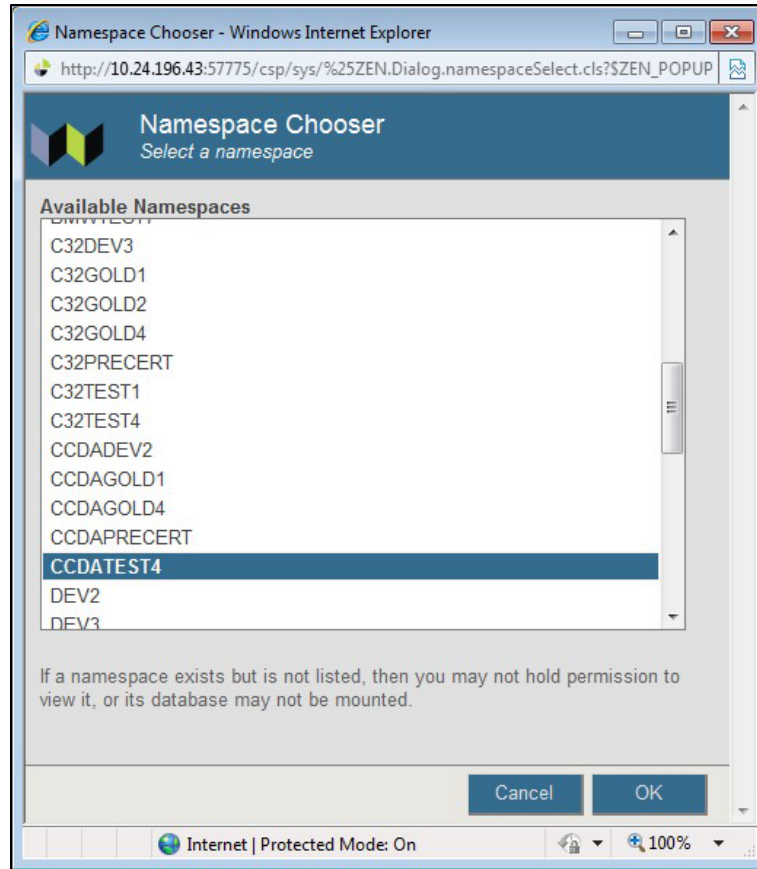 Namespace Chooser - Windows Internet Explorer
http://10.24.196.43:57775/csp/sys/%25ZEN.Dialog.namespaceSelect.cls?$ZEN_POPUP
Namespace Chooser
Select a namespace
Available Namespaces
C32DEV3
C32GOLD1
C32GOLD2
C32GOLD4
C32PRECERT
C32TEST1
C32TEST4
CCDADEV2
CCDAGOLD1
CCDAGOLD4
CCDAPRECERT
CCDATEST4
DEV2
DEV3
If a namespace exists but is not listed, then you may not hold permission to
view it, or its database may not be mounted.
Cancel OK
Internet | Protected Mode: On 100%